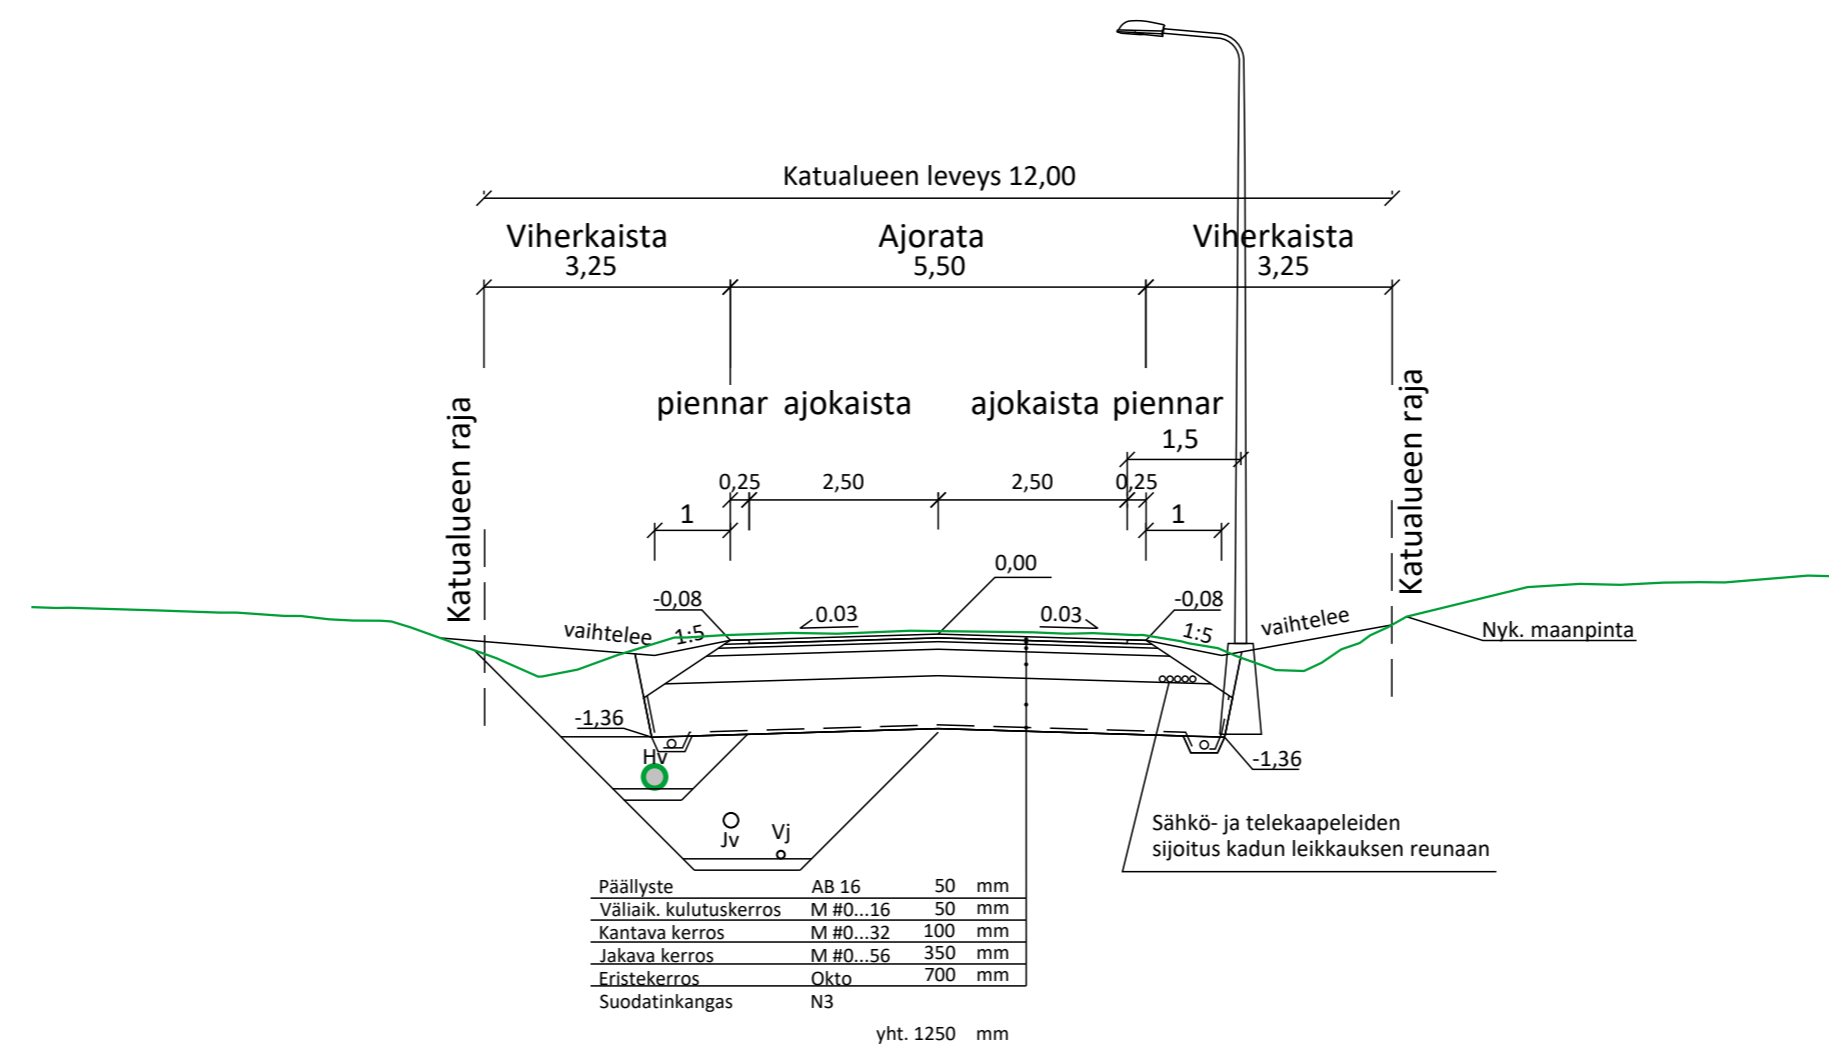 Katualueen leveys 12,00
Viherkaista Ajorata Viherkaista
3,25 5,50 3,25
Katualueen raja
Katualueen raja
piennar ajokaista ajokaista piennar
1,5
0,25 2,50 2,50 0,25
1 1
0,00
-0,08 -0,08
0.03 0.03
vaihtelee 1:5 1:5 vaihtelee
Nyk. maanpinta
-1,36
-1,36
Hv
Jv Vj
Sähkö- ja telekaapeleiden
sijoitus kadun leikkauksen reunaan
Päällyste AB 16 50 mm
Väliaik. kulutuskerros M #0...16 50 mm
Kantava kerros M #0...32 100 mm
Jakava kerros M #0...56 350 mm
Eristekerros Okto 700 mm
Suodatinkangas N3
yht. 1250 mm